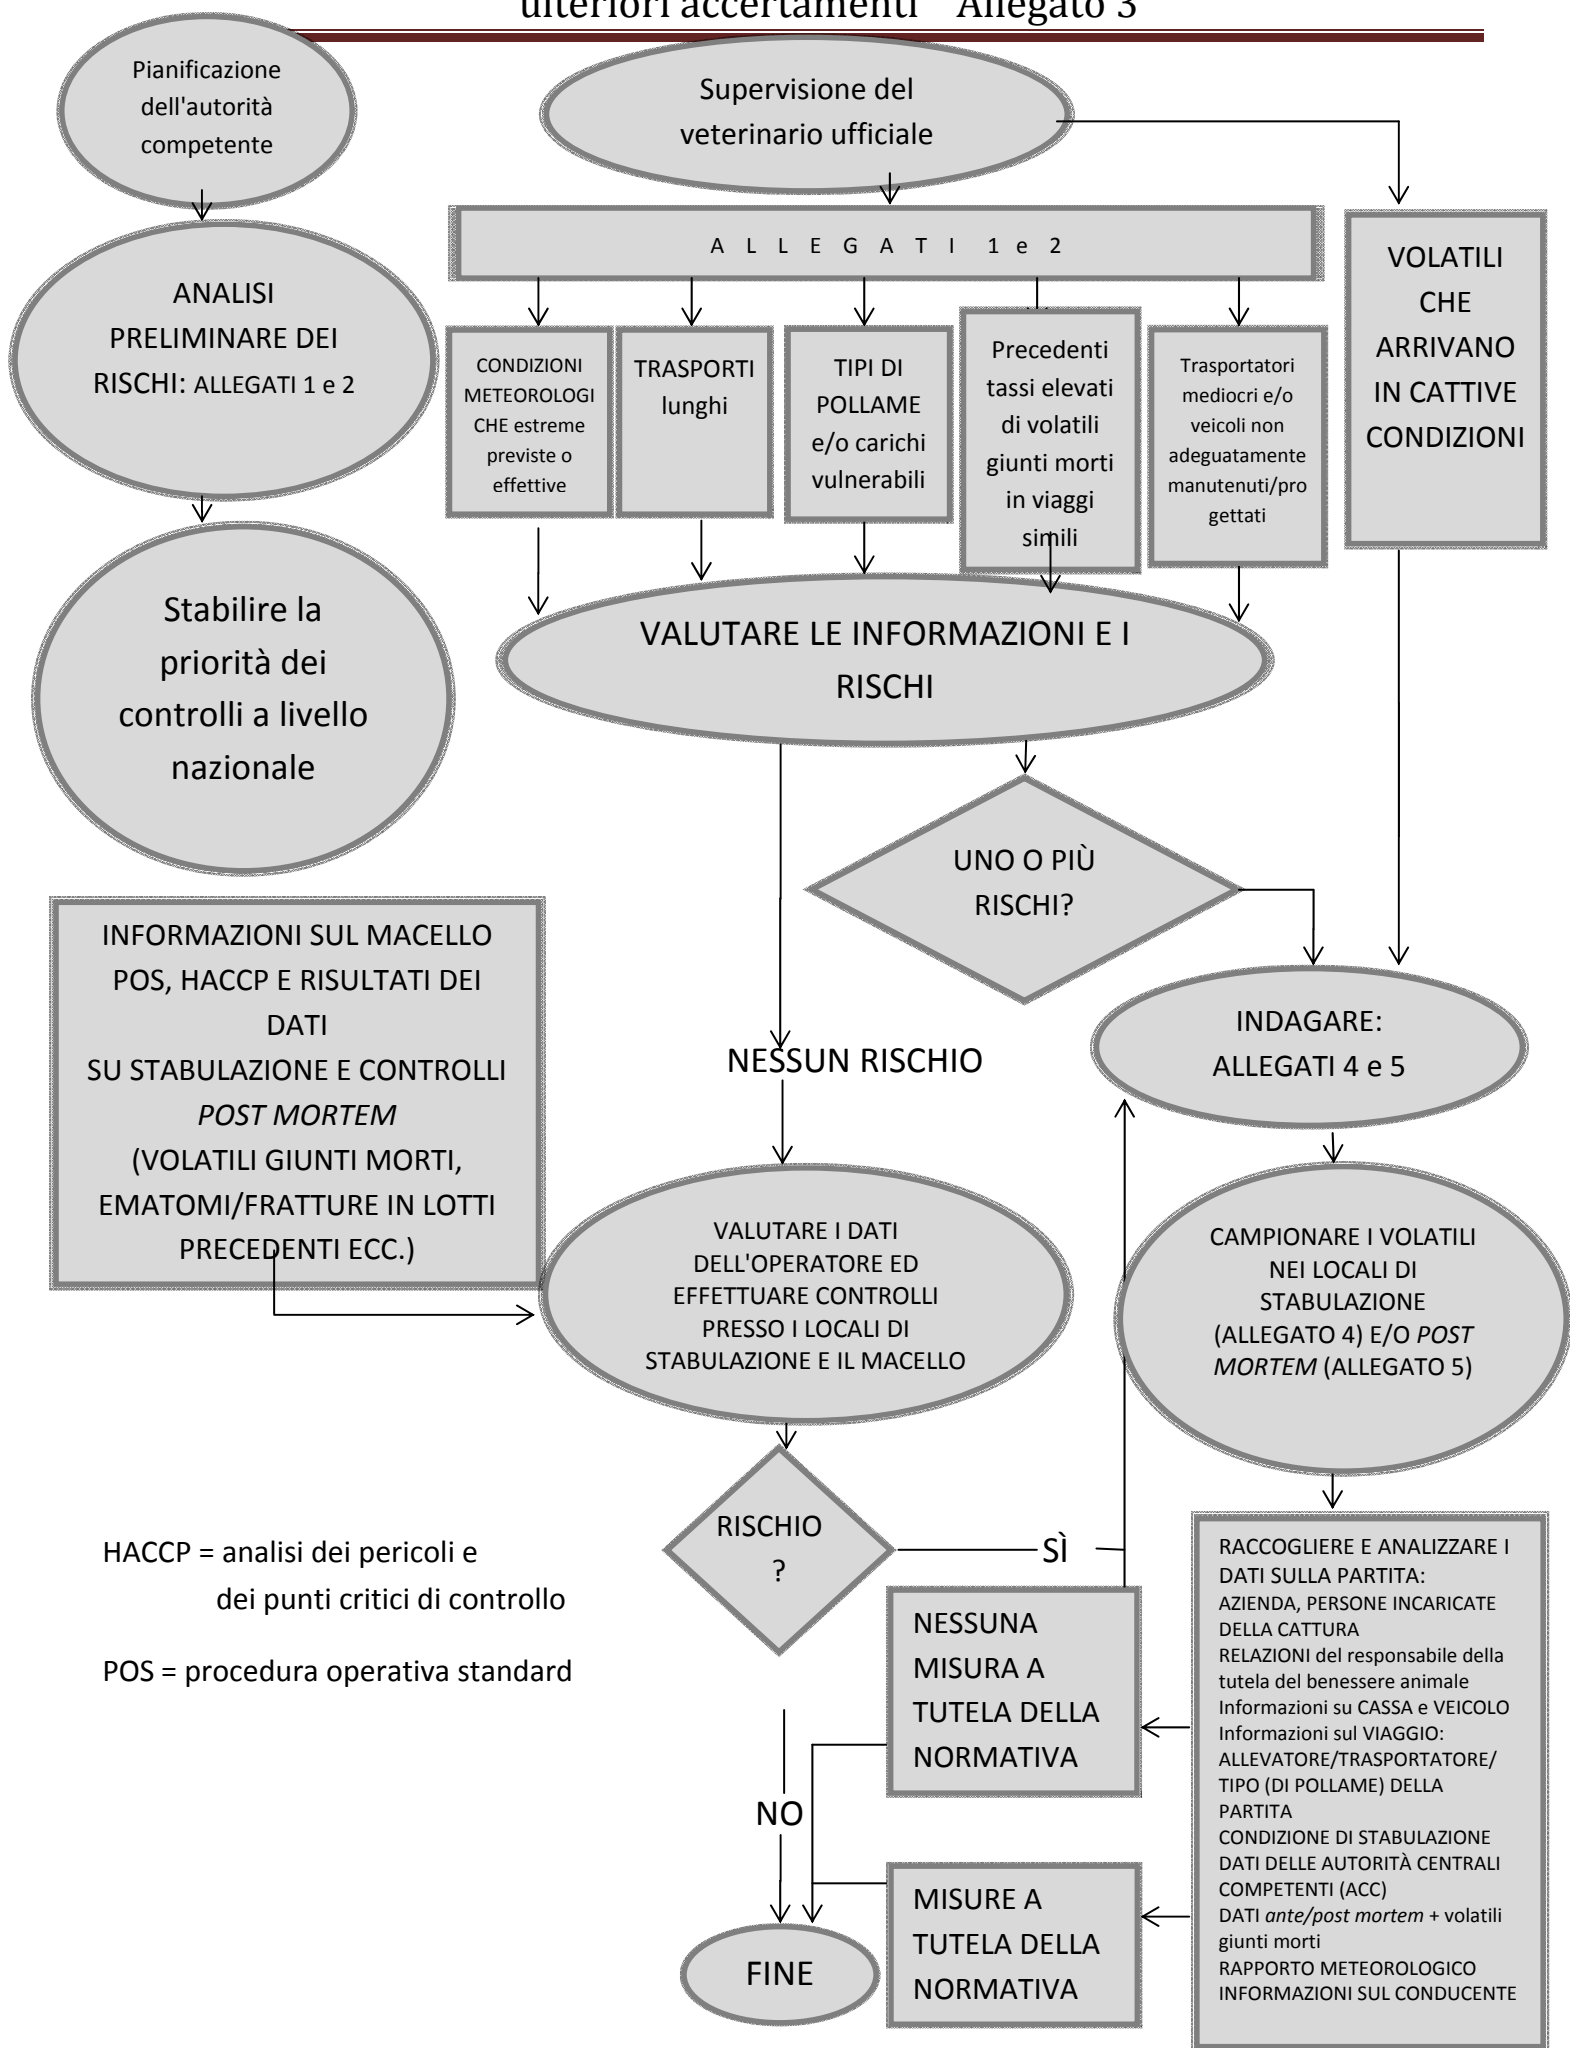 ulteriori accertamenti Allegato 3
Pianificazione
dell'autorità
competente
Supervisione del
veterinario ufficiale
A L L E G A T I 1 e 2
ANALISI
PRELIMINARE DEI
RISCHI: ALLEGATI 1 e 2
CONDIZIONI
METEOROLOGI
CHE estreme
previste o
effettive
TRASPORTI
lunghi
TIPI DI
POLLAME
e/o carichi
vulnerabili
Precedenti
tassi elevati
di volatili
giunti morti
in viaggi
simili
Trasportatori
mediocri e/o
veicoli non
adeguatamente
manutenuti/pro
gettati
VOLATILI
CHE
ARRIVANO
IN CATTIVE
CONDIZIONI
Stabilire la
priorità dei
controlli a livello
nazionale
VALUTARE LE INFORMAZIONI E I
RISCHI
UNO O PIÙ
RISCHI?
INFORMAZIONI SUL MACELLO
POS, HACCP E RISULTATI DEI
DATI
SU STABULAZIONE E CONTROLLI
POST MORTEM
(VOLATILI GIUNTI MORTI,
EMATOMI/FRATTURE IN LOTTI
PRECEDENTI ECC.)
NESSUN RISCHIO
INDAGARE:
ALLEGATI 4 e 5
VALUTARE I DATI
DELL'OPERATORE ED
EFFETTUARE CONTROLLI
PRESSO I LOCALI DI
STABULAZIONE E IL MACELLO
CAMPIONARE I VOLATILI
NEI LOCALI DI
STABULAZIONE
(ALLEGATO 4) E/O POST
MORTEM (ALLEGATO 5)
RISCHIO
?
SÌ
HACCP = analisi dei pericoli e
dei punti critici di controllo
POS = procedura operativa standard
NESSUNA
MISURA A
TUTELA DELLA
NORMATIVA
RACCOGLIERE E ANALIZZARE I
DATI SULLA PARTITA:
AZIENDA, PERSONE INCARICATE
DELLA CATTURA
RELAZIONI del responsabile della
tutela del benessere animale
Informazioni su CASSA e VEICOLO
Informazioni sul VIAGGIO:
ALLEVATORE/TRASPORTATORE/
TIPO (DI POLLAME) DELLA
PARTITA
CONDIZIONE DI STABULAZIONE
DATI DELLE AUTORITÀ CENTRALI
COMPETENTI (ACC)
DATI ante/post mortem + volatili
giunti morti
RAPPORTO METEOROLOGICO
INFORMAZIONI SUL CONDUCENTE
NO
MISURE A
TUTELA DELLA
NORMATIVA
FINE